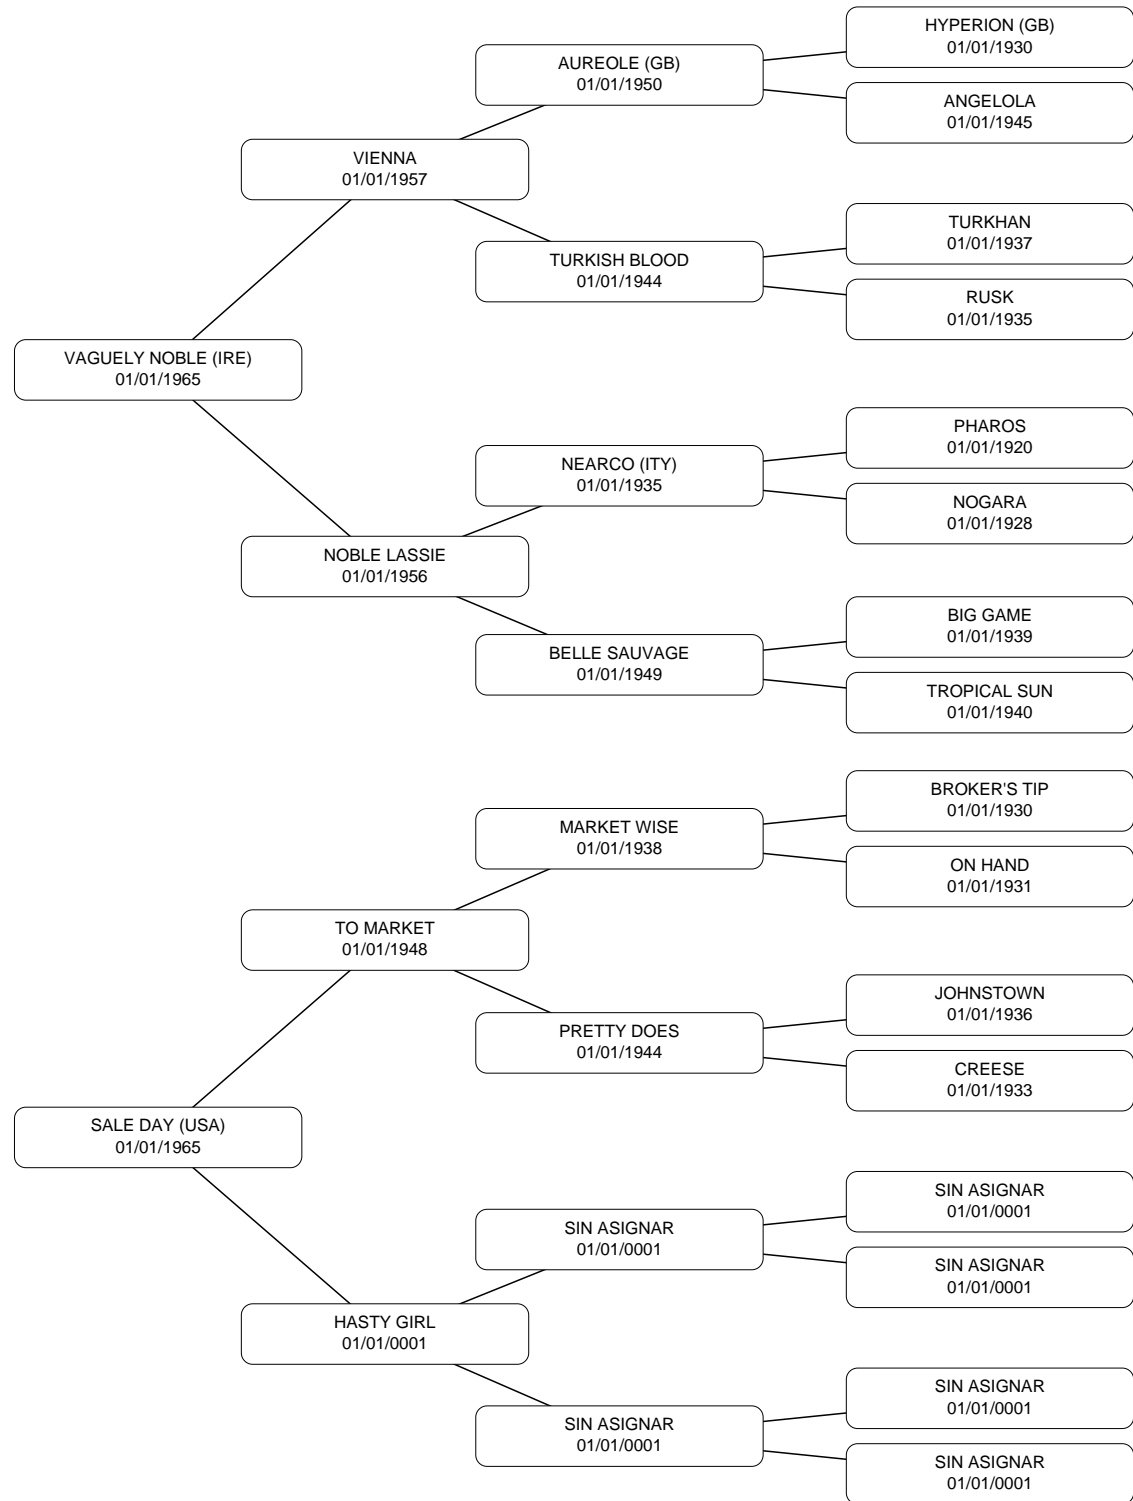 HYPERION (GB)
01/01/1930
AUREOLE (GB)
01/01/1950
ANGELOLA
01/01/1945
VIENNA
01/01/1957
TURKHAN
01/01/1937
TURKISH BLOOD
01/01/1944
RUSK
01/01/1935
VAGUELY NOBLE (IRE)
01/01/1965
PHAROS
01/01/1920
NEARCO (ITY)
01/01/1935
NOGARA
01/01/1928
NOBLE LASSIE
01/01/1956
BIG GAME
01/01/1939
BELLE SAUVAGE
01/01/1949
TROPICAL SUN
01/01/1940
BROKER'S TIP
01/01/1930
MARKET WISE
01/01/1938
ON HAND
01/01/1931
TO MARKET
01/01/1948
JOHNSTOWN
01/01/1936
PRETTY DOES
01/01/1944
CREESE
01/01/1933
SALE DAY (USA)
01/01/1965
SIN ASIGNAR
01/01/0001
SIN ASIGNAR
01/01/0001
SIN ASIGNAR
01/01/0001
HASTY GIRL
01/01/0001
SIN ASIGNAR
01/01/0001
SIN ASIGNAR
01/01/0001
SIN ASIGNAR
01/01/0001